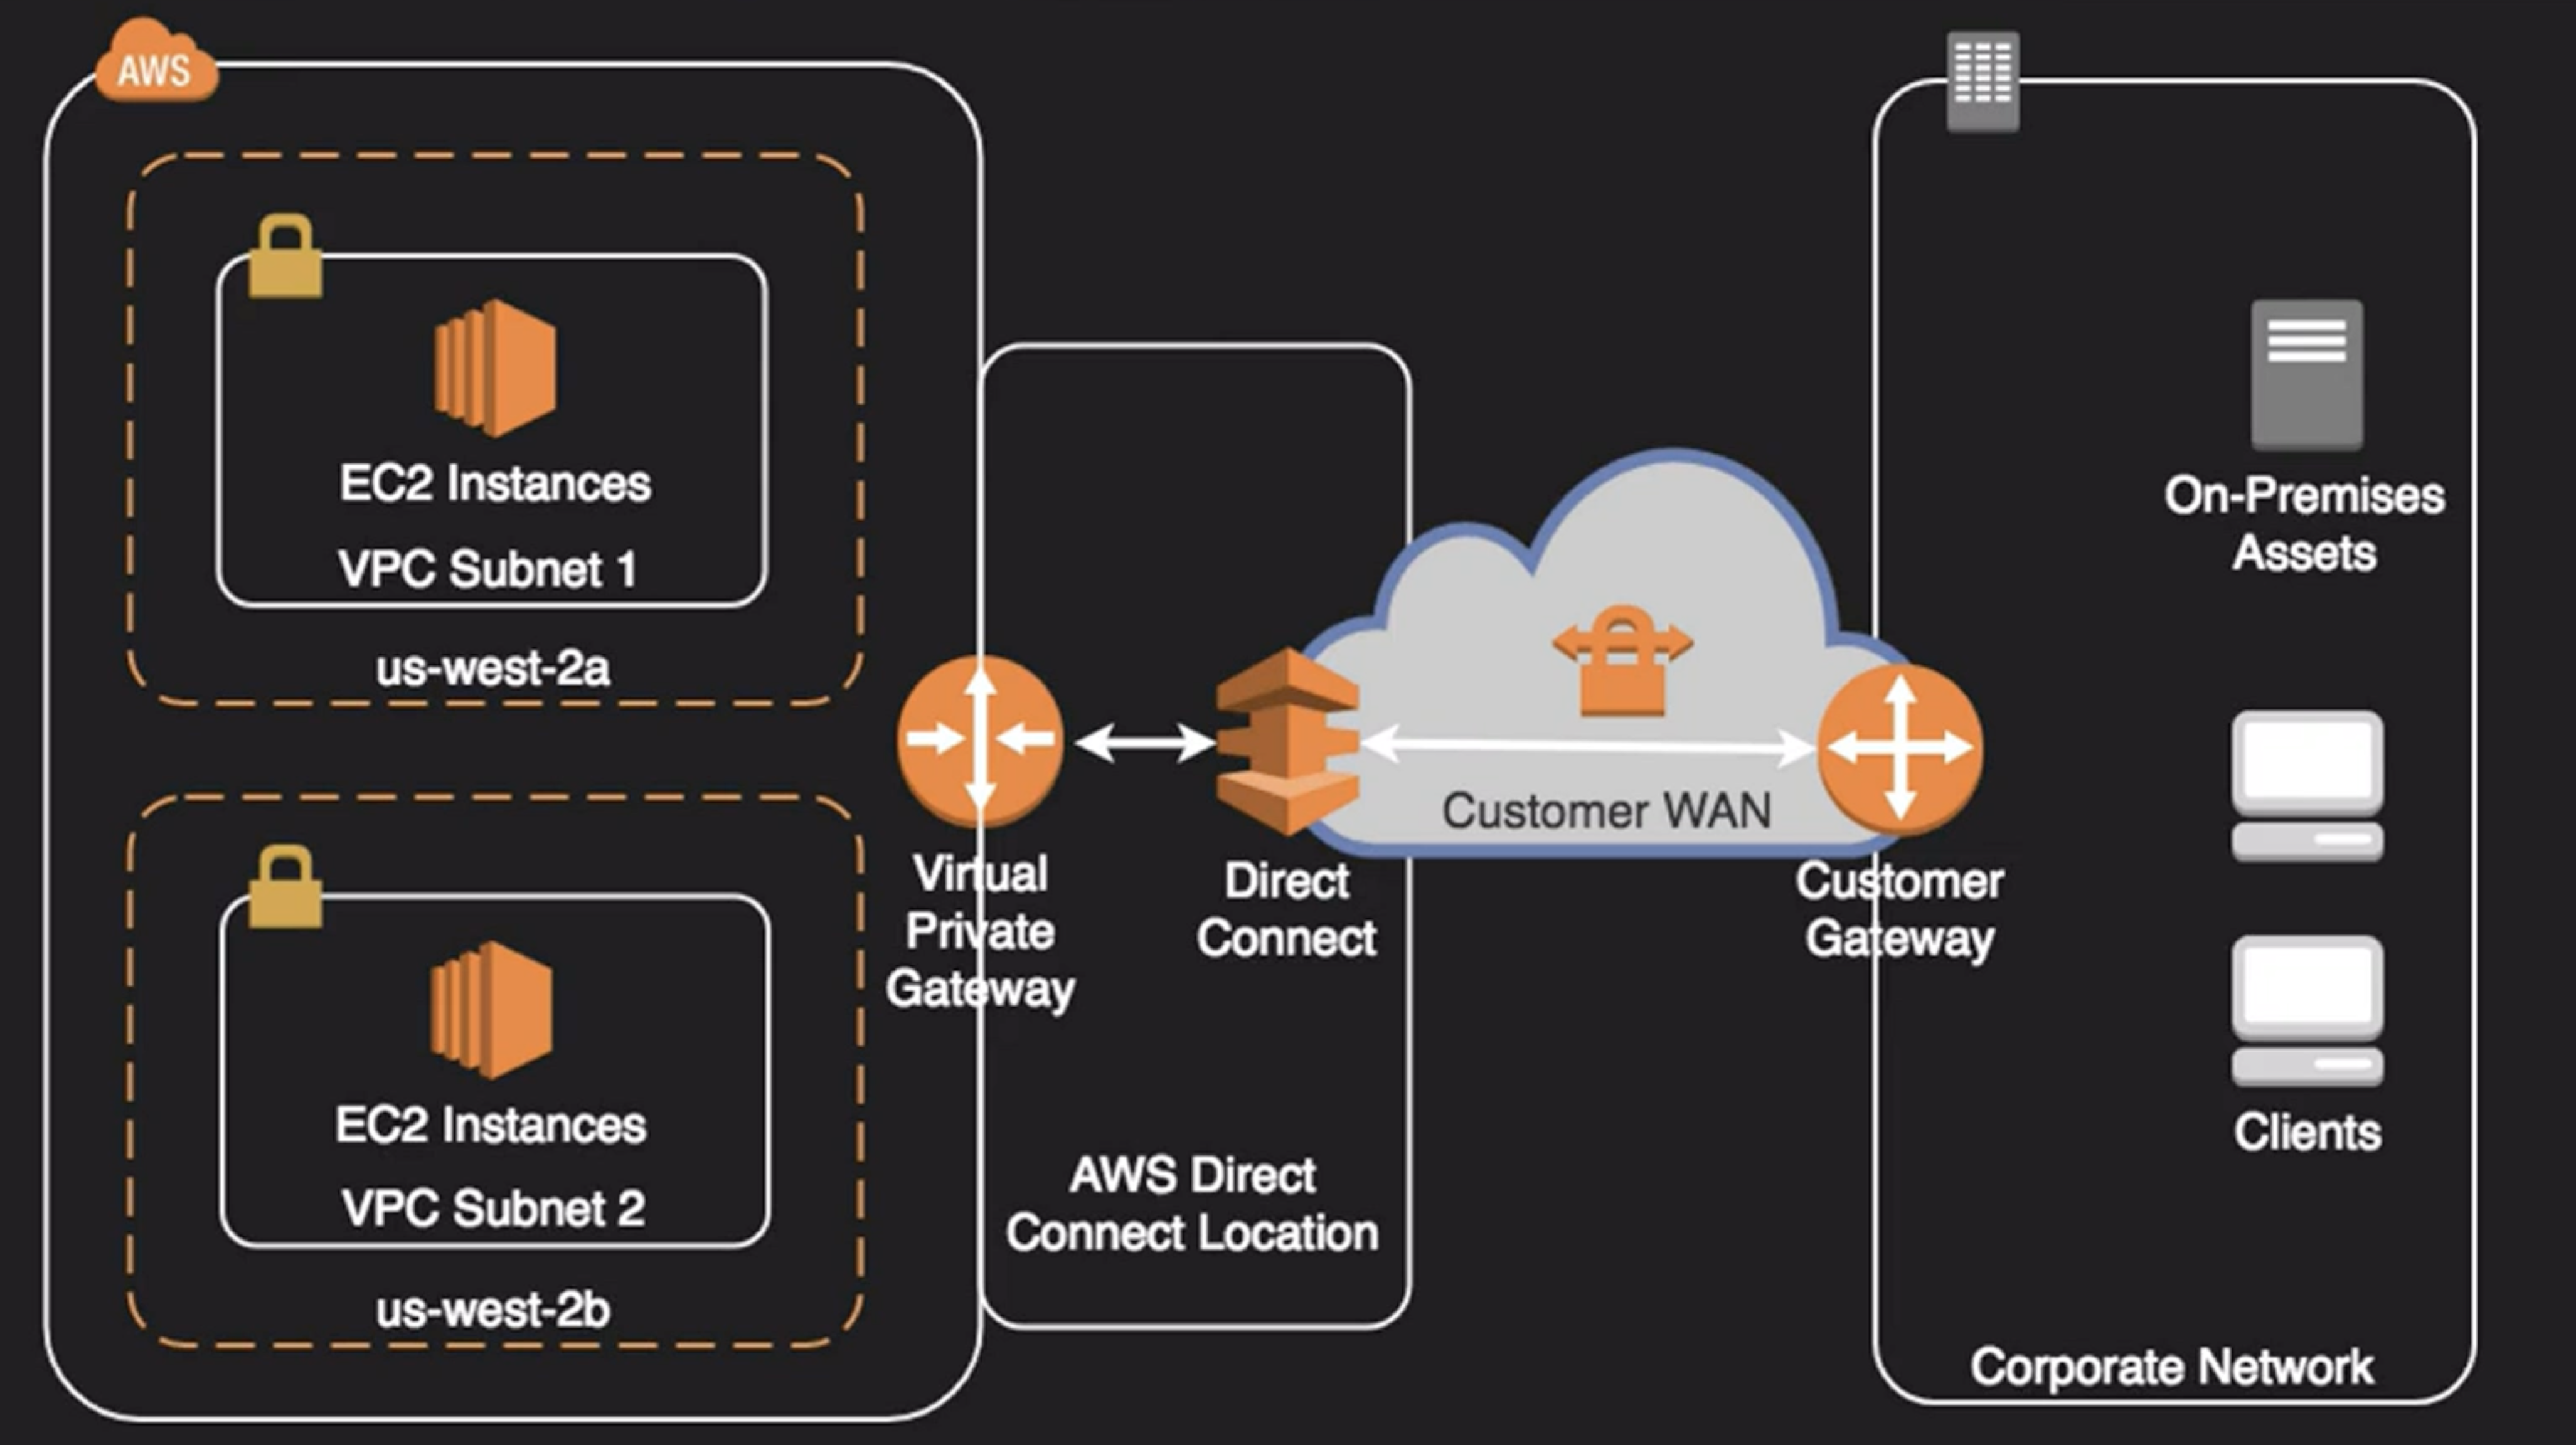 AWS
EC2 Instances
VPC Subnet 1
us-west-2a
EC2 Instances
VPC Subnet 2
us-west-2b
Virtual
Private
Gateway
Direct
Connect
AWS Direct
Connect Location
Customer WAN
Customer
Gateway
On-Premises
Assets
Clients
Corporate Network